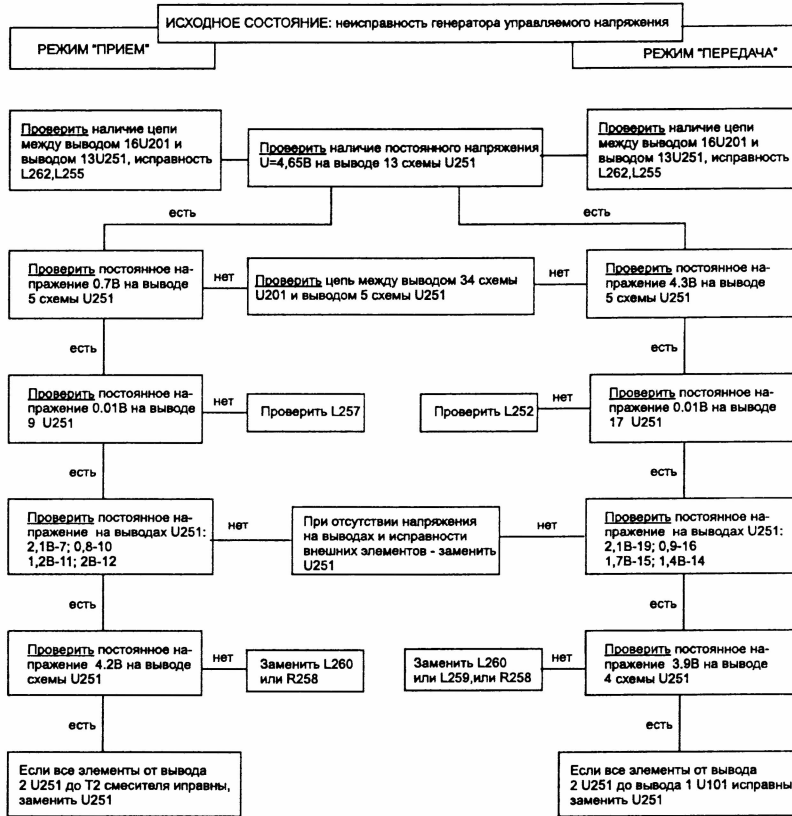 ИСХОДНОЕ СОСТОЯНИЕ: неисправность генератора управляемого напряжения
РЕЖИМ "ПРИЕМ"
РЕЖИМ "ПЕРЕДАЧА"
Проверить наличие цепи
между выводом 16U201 и
выводом 13U251, исправность
L262,L255
Проверить наличие постоянного напряжения
U=4,65В на выводе 13 схемы U251
Проверить наличие цепи
между выводом 16U201 и
выводом 13U251, исправность
L262,L255
есть
есть
Проверить постоянное на-
пражение 0.7В на выводе
5 схемы U251
нет
Проверить цепь между выводом 34 схемы
U201 и выводом 5 схемы U251
нет
Проверить постоянное на-
пражение 4.3В на выводе
5 схемы U251
есть
есть
Проверить постоянное на-
пражение 0.01В на выводе
9 U251
нет
Проверить L257
Проверить L252
нет
Проверить постоянное на-
пражение 0.01В на выводе
17 U251
есть
есть
Проверить постоянное на-
пражение на выводах U251:
2,1В-7; 0,8-10
1,2В-11; 2В-12
нет
При отсутствии напряжения
на выводах и исправности
внешних элементов - заменить
U251
нет
Проверить постоянное на-
пражение на выводах U251:
2,1В-19; 0,9-16
1,7В-15; 1,4В-14
есть
есть
Проверить постоянное на-
пражение 4.2В на выводе
схемы U251
нет
Заменить L260
или R258
Заменить L260
или L259,или R258
нет
Проверить постоянное на-
пражение 3.9В на выводе
4 схемы U251
есть
есть
Если все элементы от вывода
2 U251 до Т2 смесителя иправны,
заменить U251
Если все элементы от вывода
2 U251 до вывода 1 U101 исправны
заменить U251